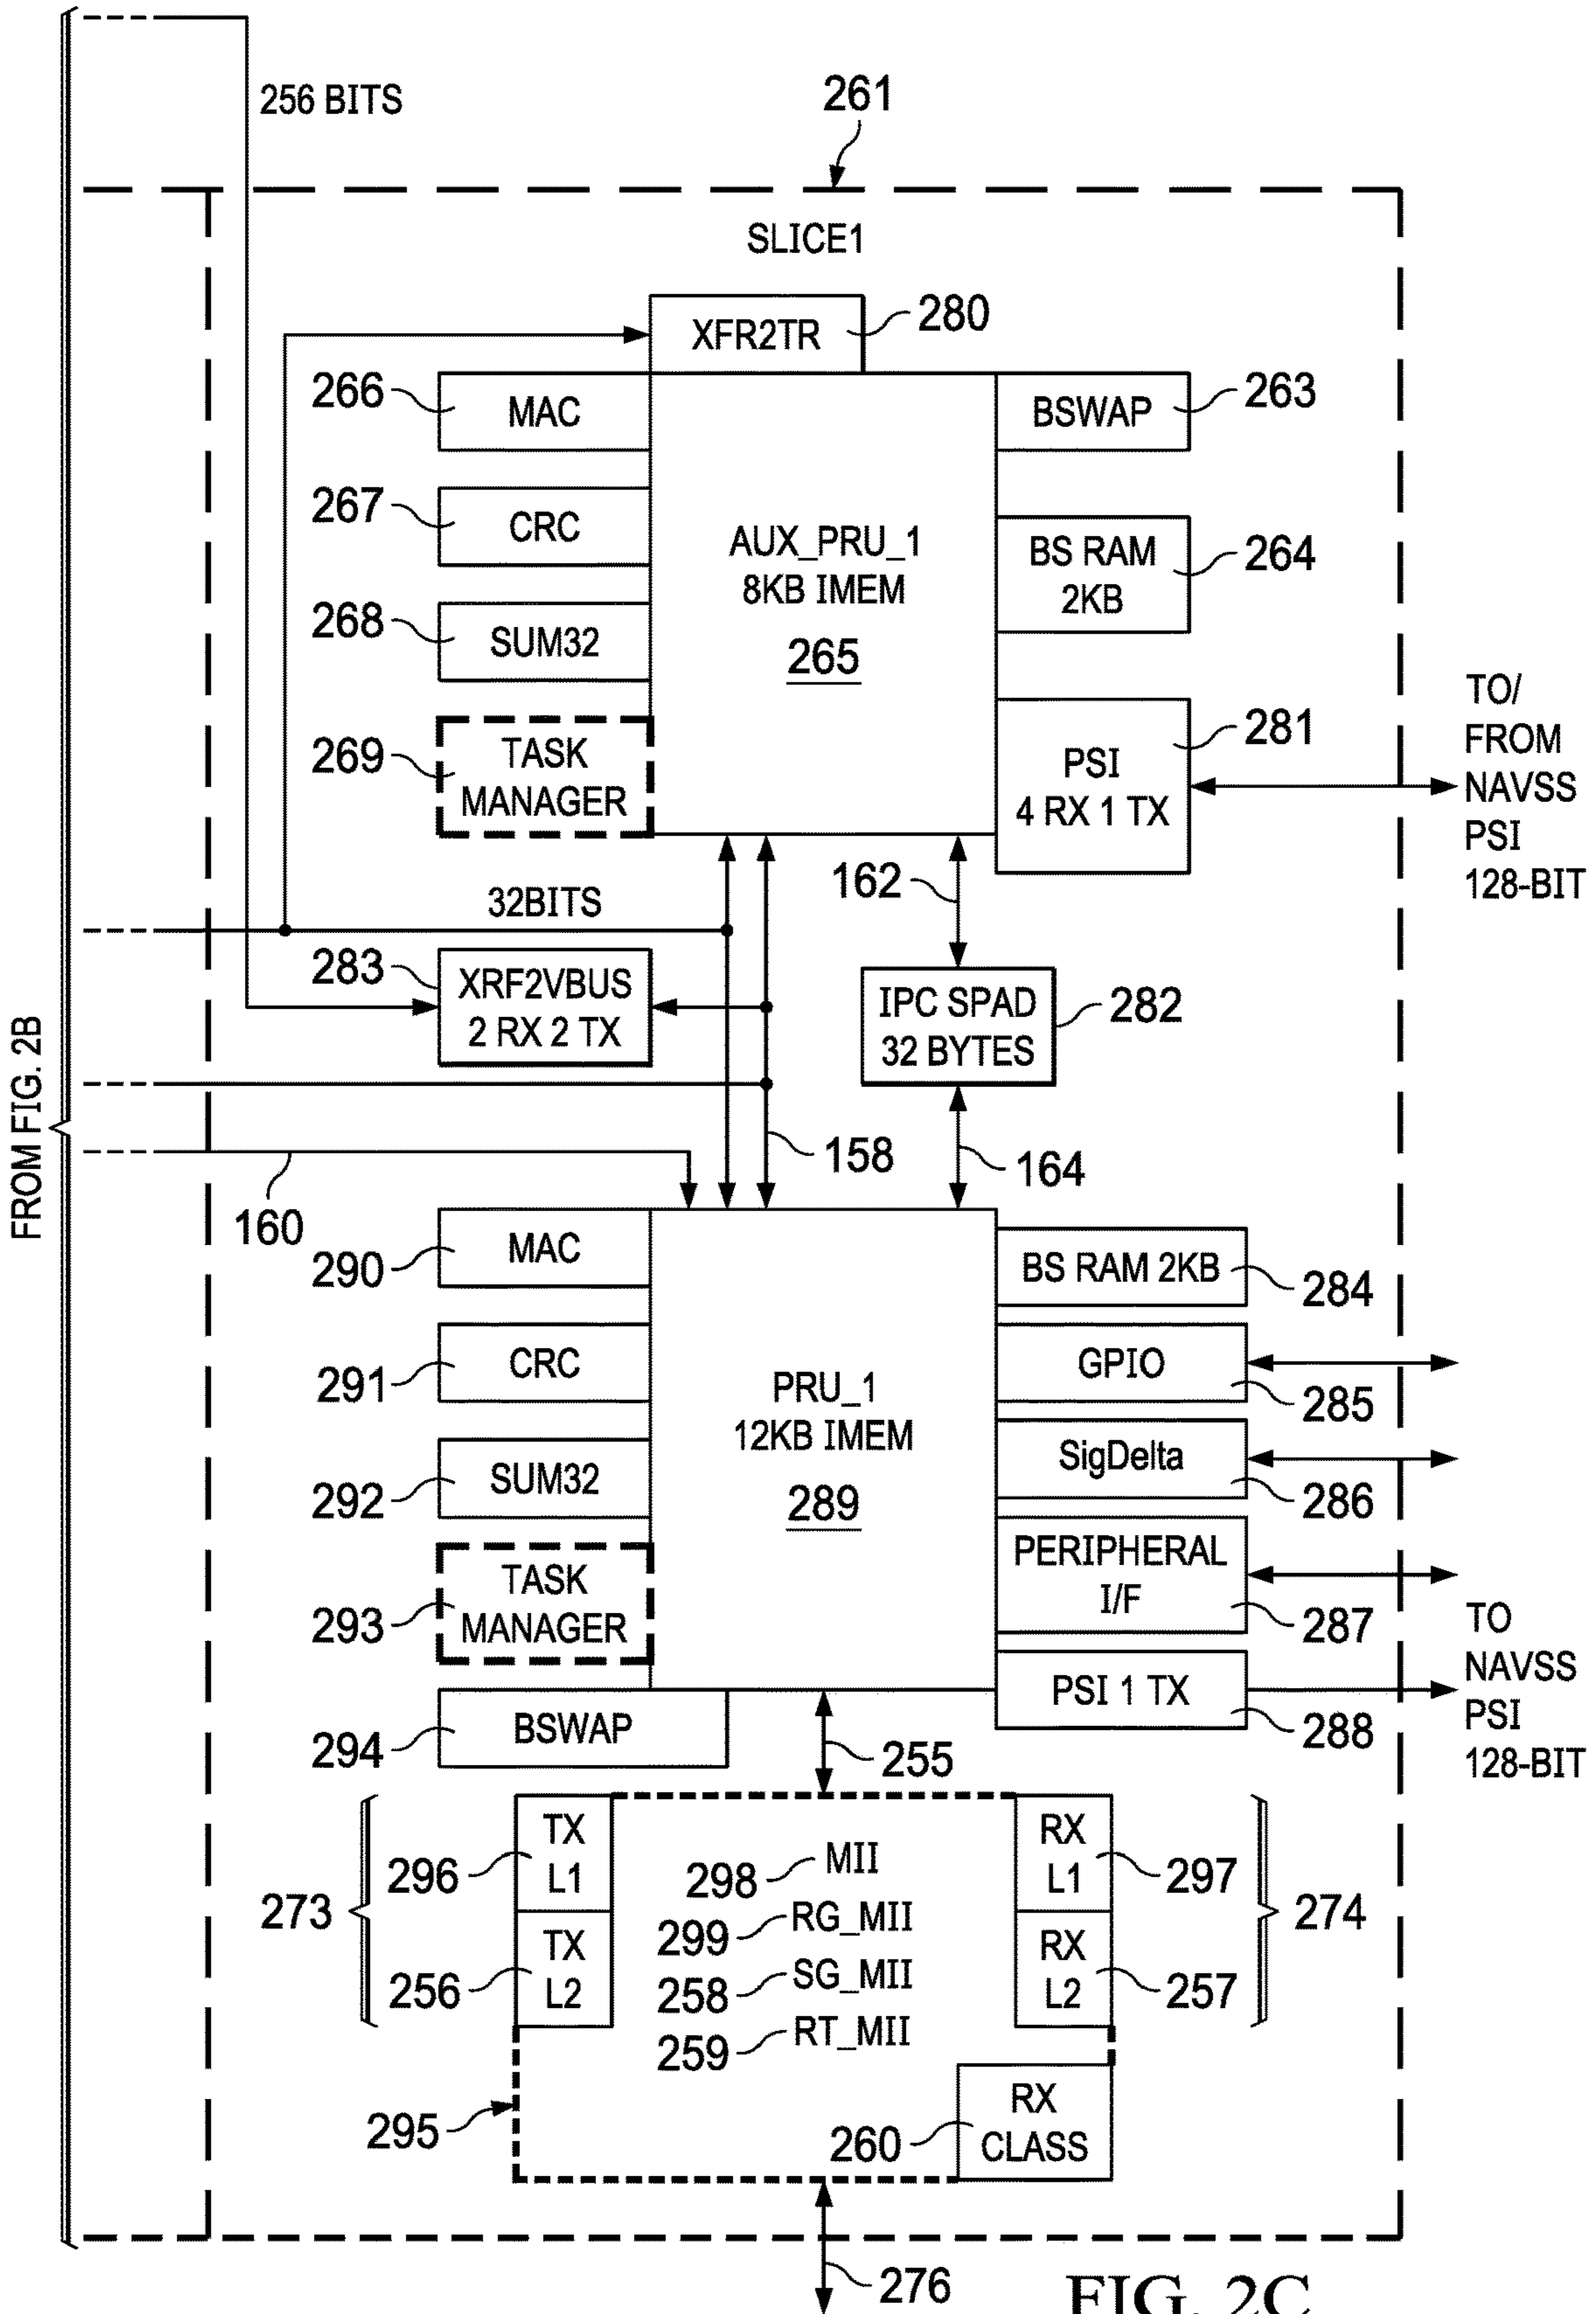 256 BITS
261
SLICE1
XFR2TR
280
266
MAC
BSWAP
263
267
CRC
AUX_PRU_1
8KB IMEM
265
BS RAM
2KB
264
268
SUM32
269
TASK
MANAGER
PSI
4 RX 1 TX
281
TO/
FROM
NAVSS
PSI
128-BIT
162
32BITS
283
XRF2VBUS
2 RX 2 TX
IPC SPAD
32 BYTES
282
FROM FIG. 2B
158
164
160
290
MAC
BS RAM 2KB
284
291
CRC
GPIO
285
PRU_1
12KB IMEM
289
292
SUM32
SigDelta
286
293
TASK
MANAGER
PERIPHERAL
I/F
287
294
BSWAP
PSI 1 TX
288
TO
NAVSS
PSI
128-BIT
255
273
296
TX
L1
256
TX
L2
298
MII
299
RG_MII
258
SG_MII
259
RT_MII
RX
L1
297
RX
L2
257
274
295
260
RX
CLASS
276
FIG. 2C